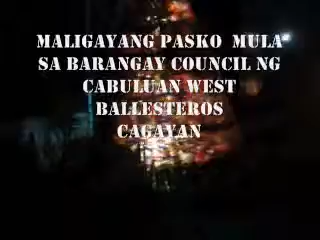 MALIGAYANG PASKO MULA
SA BARANGAY COUNCIL NG
CABULUAN WEST
BALLESTEROS
CAGAYAN